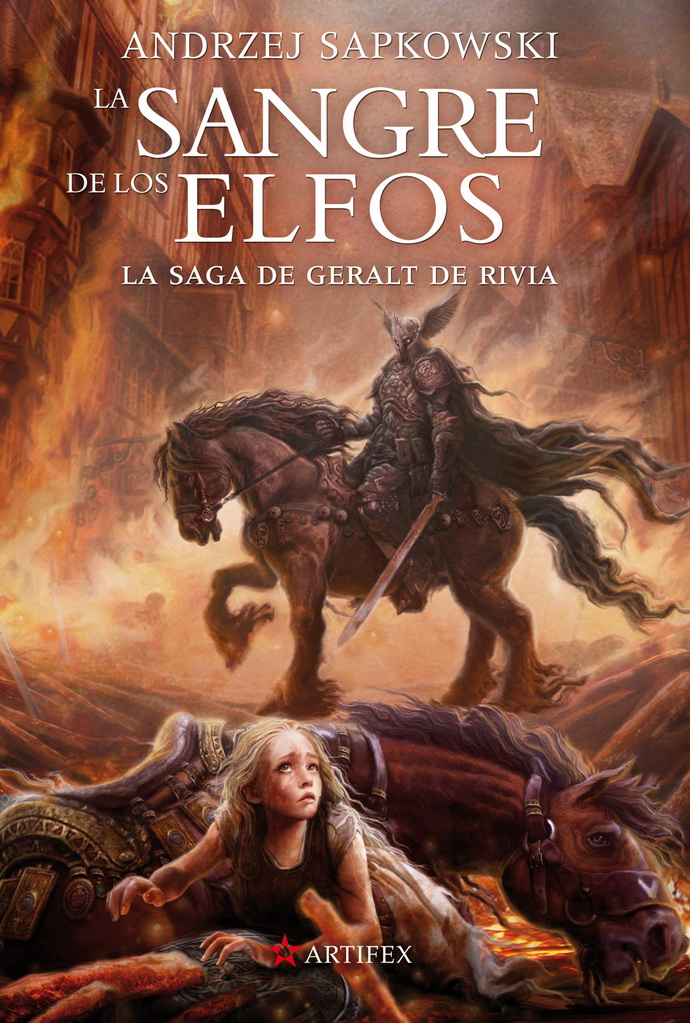 ANDRZEJ SAPKOWSKI
LA SANGRE
DE LOS ELFOS
LA SAGA DE GERALT DE RIVIA
ARTIFEX